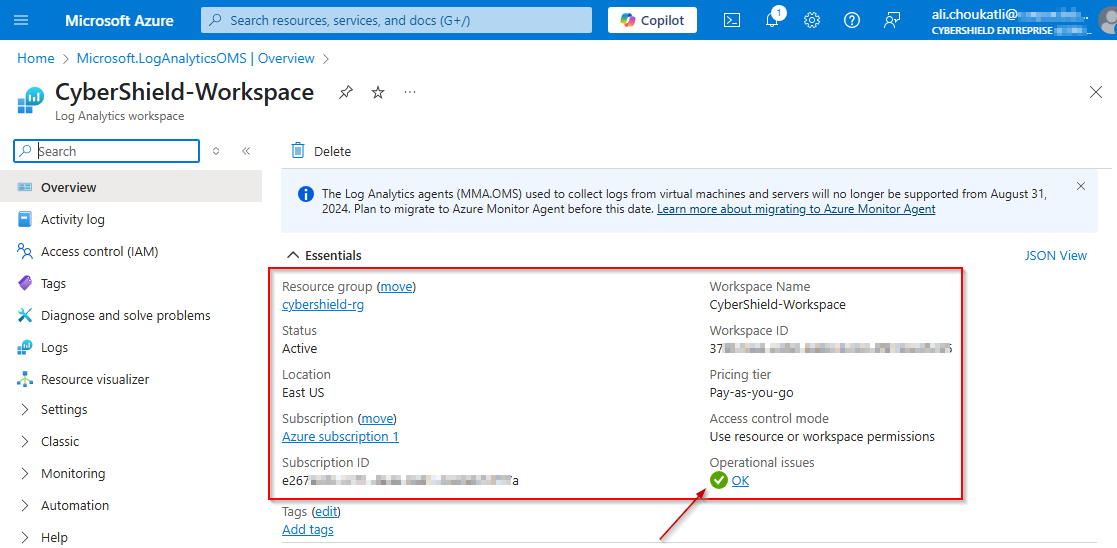 Microsoft Azure
Search resources, services, and docs (G+/)
Copilot
1
ali.choukatli@
CYBERSHIELD ENTREPRISE
Home > Microsoft.LogAnalyticsOMS | Overview >
CyberShield-Workspace
Log Analytics workspace
Search
Overview
Activity log
Access control (IAM)
Tags
Diagnose and solve problems
Logs
Resource visualizer
Settings
Classic
Monitoring
Automation
Help
Delete
The Log Analytics agents (MMA.OMS) used to collect logs from virtual machines and servers will no longer be supported from August 31,
2024. Plan to migrate to Azure Monitor Agent before this date. Learn more about migrating to Azure Monitor Agent
Essentials
JSON View
Resource group (move)
cybershield-rg
Status
Active
Location
East US
Subscription (move)
Azure subscription 1
Subscription ID
e267
a
Workspace Name
CyberShield-Workspace
Workspace ID
37
5
Pricing tier
Pay-as-you-go
Access control mode
Use resource or workspace permissions
Operational issues
OK
Tags (edit)
Add tags